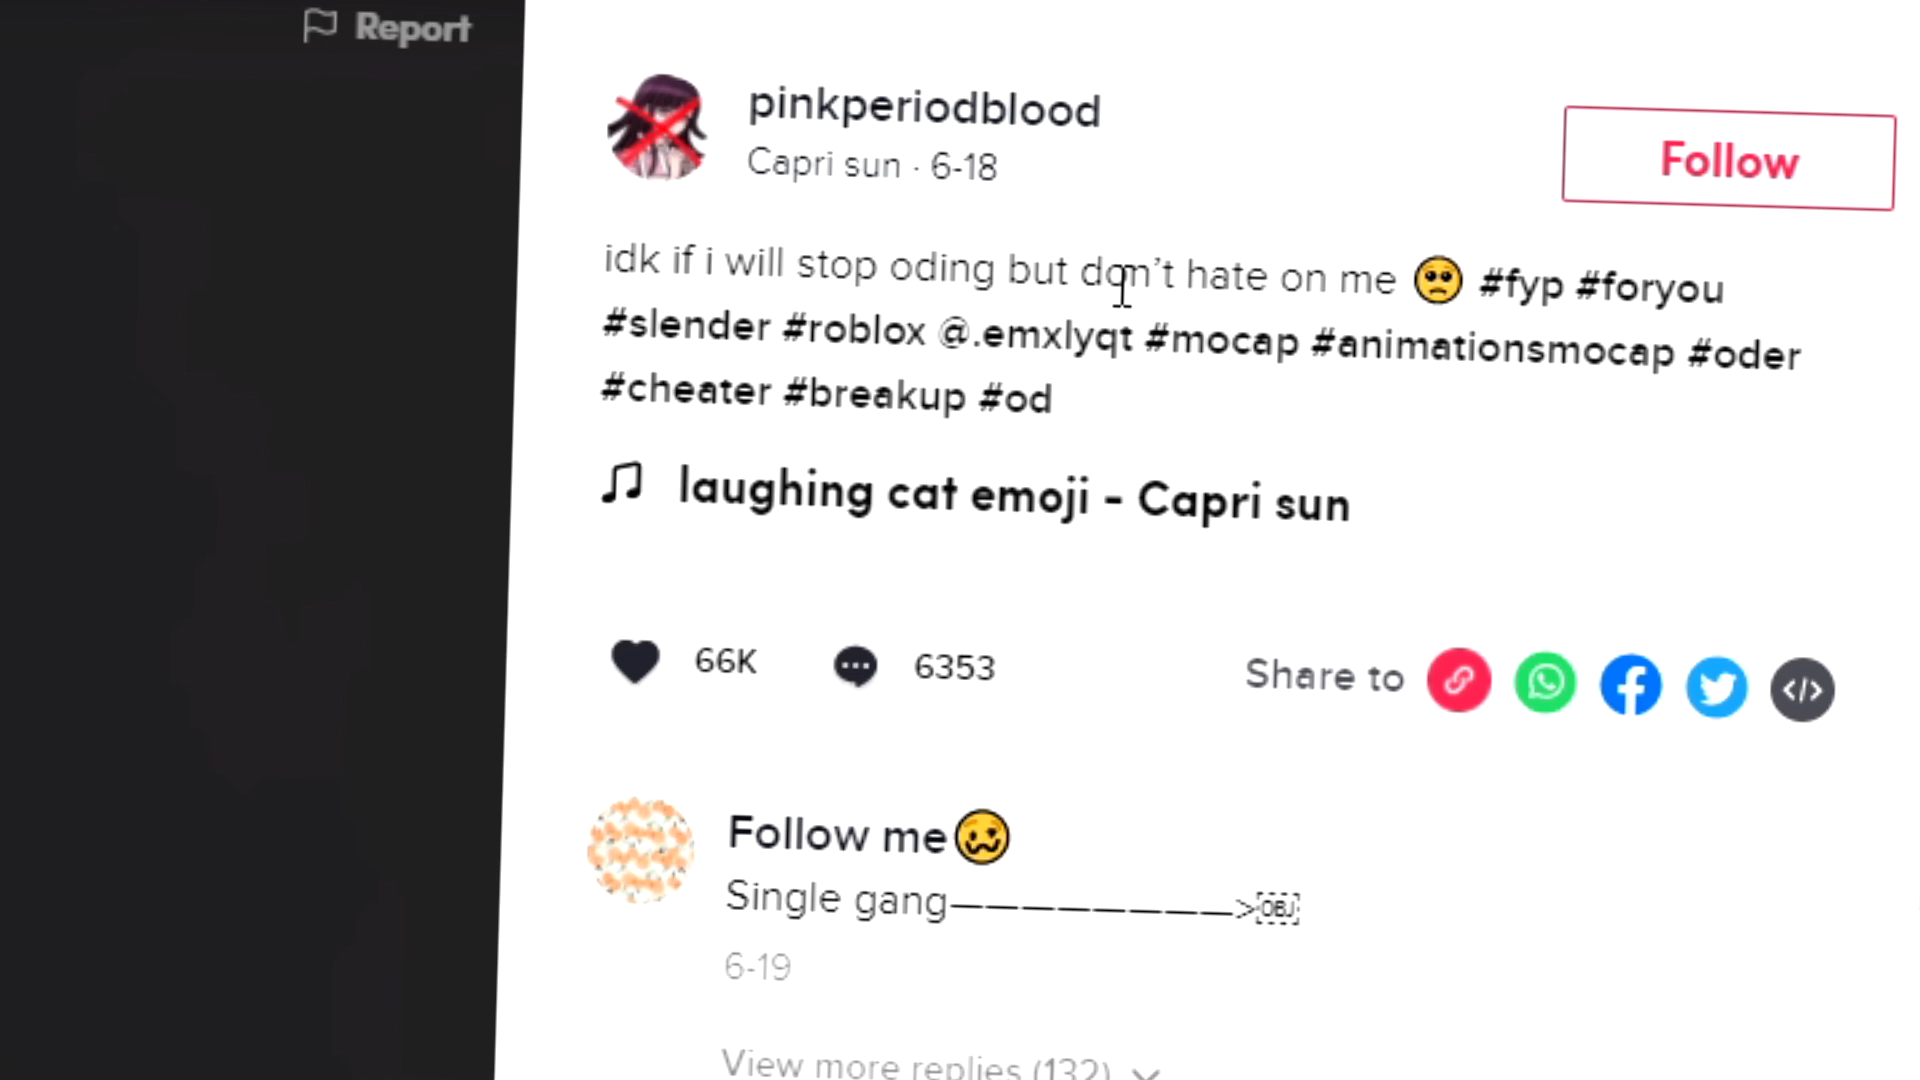 Report
pinkperiodblood
Capri sun · 6-18
Follow
idk if i will stop oding but don't hate on me 🥺 #fyp #foryou
#slender #roblox @.emxlyqt #mocap #animationsmocap #oder
#cheater #breakup #od
laughing cat emoji - Capri sun
66K
6353
Share to
Follow me🥴
Single gang————————>￼
6-19
View more replies (132)